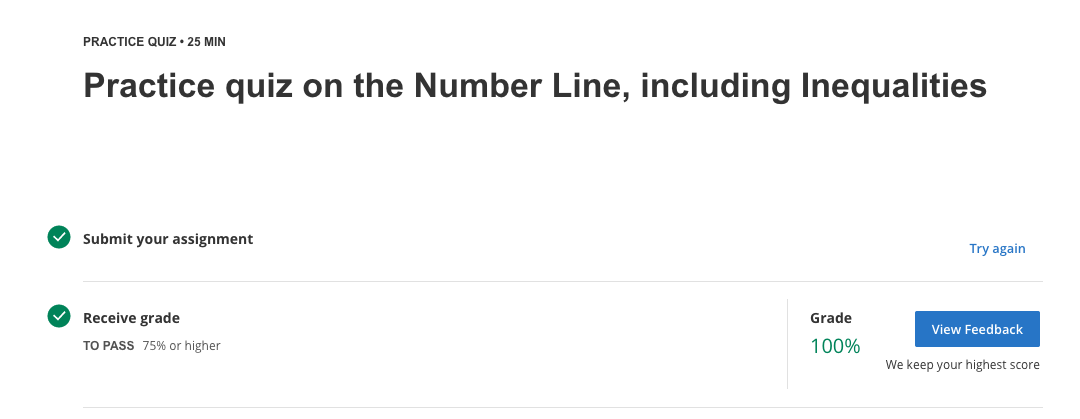 PRACTICE QUIZ • 25 MIN
Practice quiz on the Number Line, including Inequalities
Submit your assignment
Try again
Receive grade
TO PASS 75% or higher
Grade
100%
View Feedback
We keep your highest score